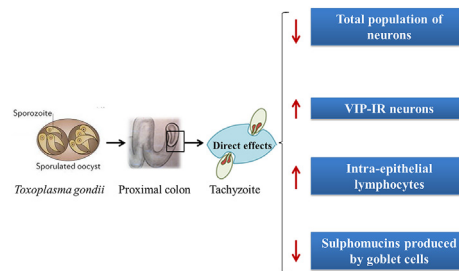 Total population of
neurons
Sporozoite
VIP-IR neurons
Direct effects
Sporulated oocyst
Toxoplasma gondii
Proximal colon
Tachyzoite
Intra-epithelial
lymphocytes
Sulphomucins produced
by goblet cells